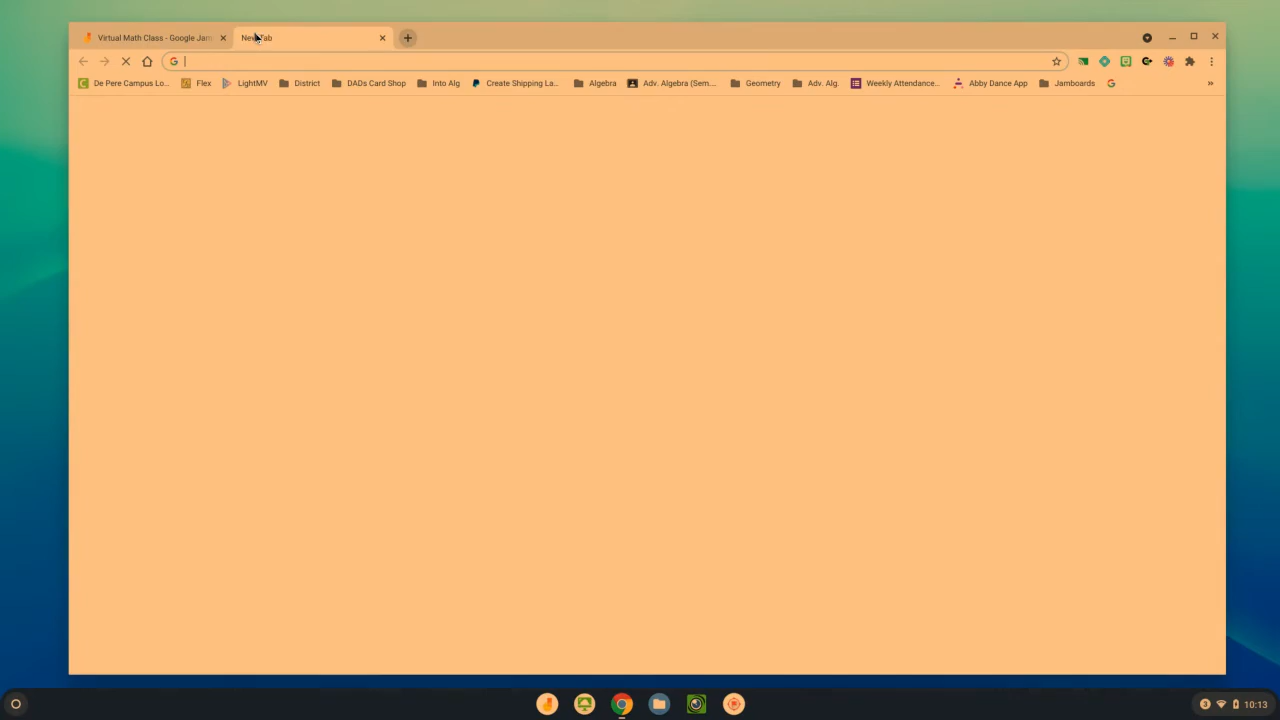 Virtual Math Class - Google Jam
New Tab
De Pere Campus Lo... Flex LightMV District DADs Card Shop Into Alg Create Shipping La... Algebra Adv. Algebra (Sem.... Geometry Adv. Alg. Weekly Attendance... Abby Dance App Jamboards
10:13